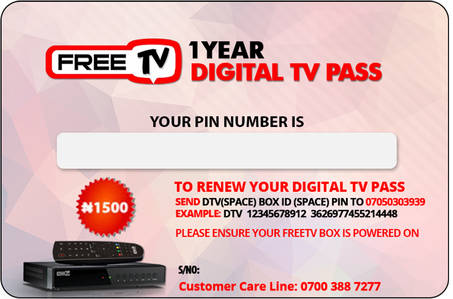 FREE TV 1YEAR
DIGITAL TV PASS
YOUR PIN NUMBER IS
₦1500
TO RENEW YOUR DIGITAL TV PASS
SEND DTV(SPACE) BOX ID (SPACE) PIN TO 07050303939
EXAMPLE: DTV 12345678912 3626977455214448
PLEASE ENSURE YOUR FREETV BOX IS POWERED ON
S/NO:
Customer Care Line: 0700 388 7277